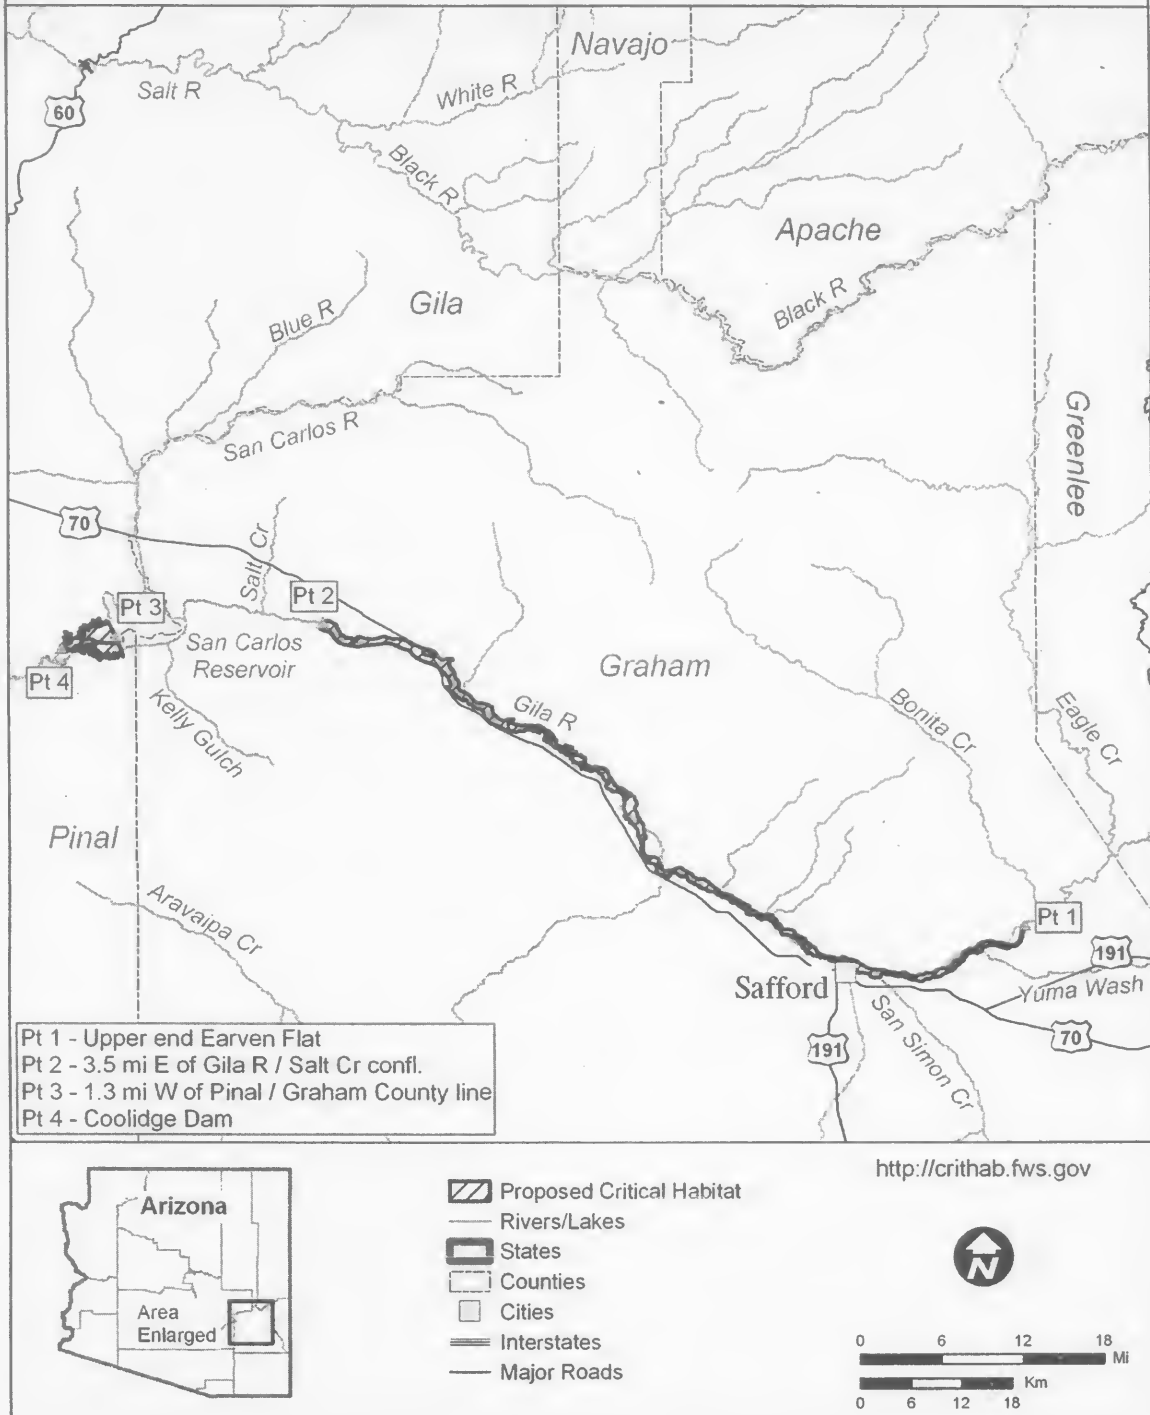 Navajo
Salt R
White R
60
Black R
Apache
Blue R
Gila
Black R
Greenlee
San Carlos R
70
Salt Cr
Pt 2
Pt 3
San Carlos
Reservoir
Graham
Pt 4
Kelly Gulch
Gila R
Bonita Cr
Eagle Cr
Pinal
Aravaipa Cr
Pt 1
191
Safford
Yuma Wash
San Simon Cr
70
191
Pt 1 - Upper end Earven Flat
Pt 2 - 3.5 mi E of Gila R / Salt Cr confl.
Pt 3 - 1.3 mi W of Pinal / Graham County line
Pt 4 - Coolidge Dam
Arizona
Area
Enlarged
Proposed Critical Habitat
Rivers/Lakes
States
Counties
Cities
Interstates
Major Roads
http://crithab.fws.gov
N
0 6 12 18
Mi
Km
0 6 12 18